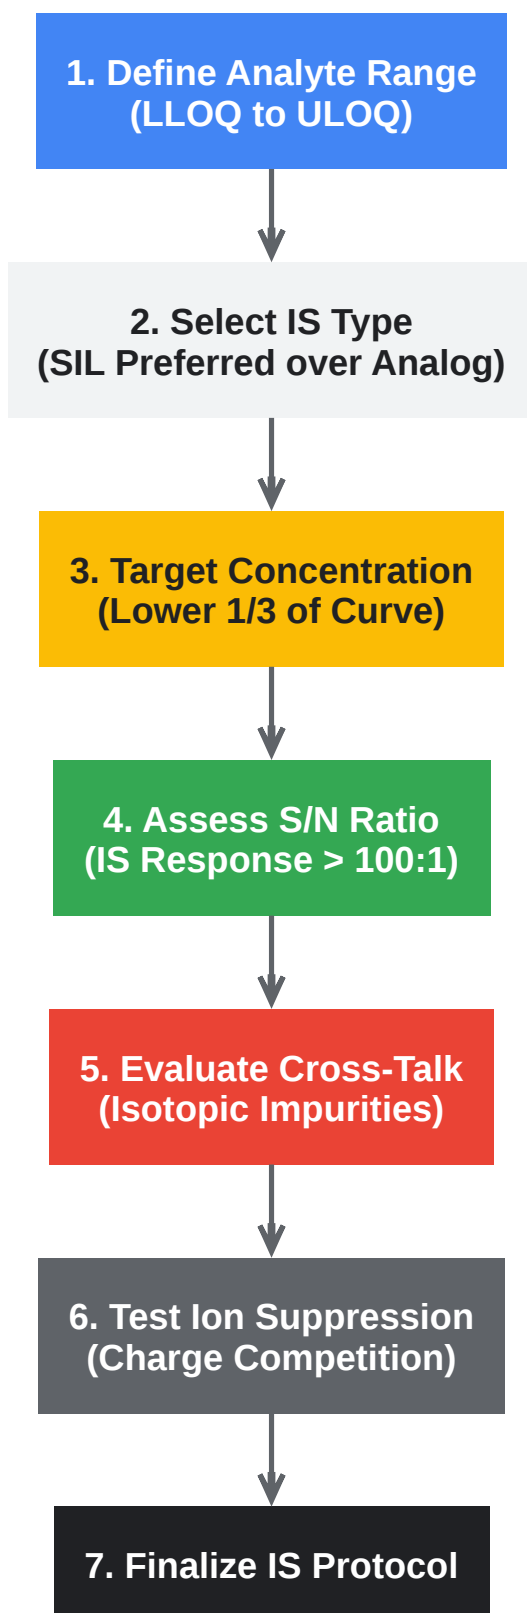 1. Define Analyte Range
(LLOQ to ULOQ)
2. Select IS Type
(SIL Preferred over Analog)
3. Target Concentration
(Lower 1/3 of Curve)
4. Assess S/N Ratio
(IS Response > 100:1)
5. Evaluate Cross-Talk
(Isotopic Impurities)
6. Test Ion Suppression
(Charge Competition)
7. Finalize IS Protocol